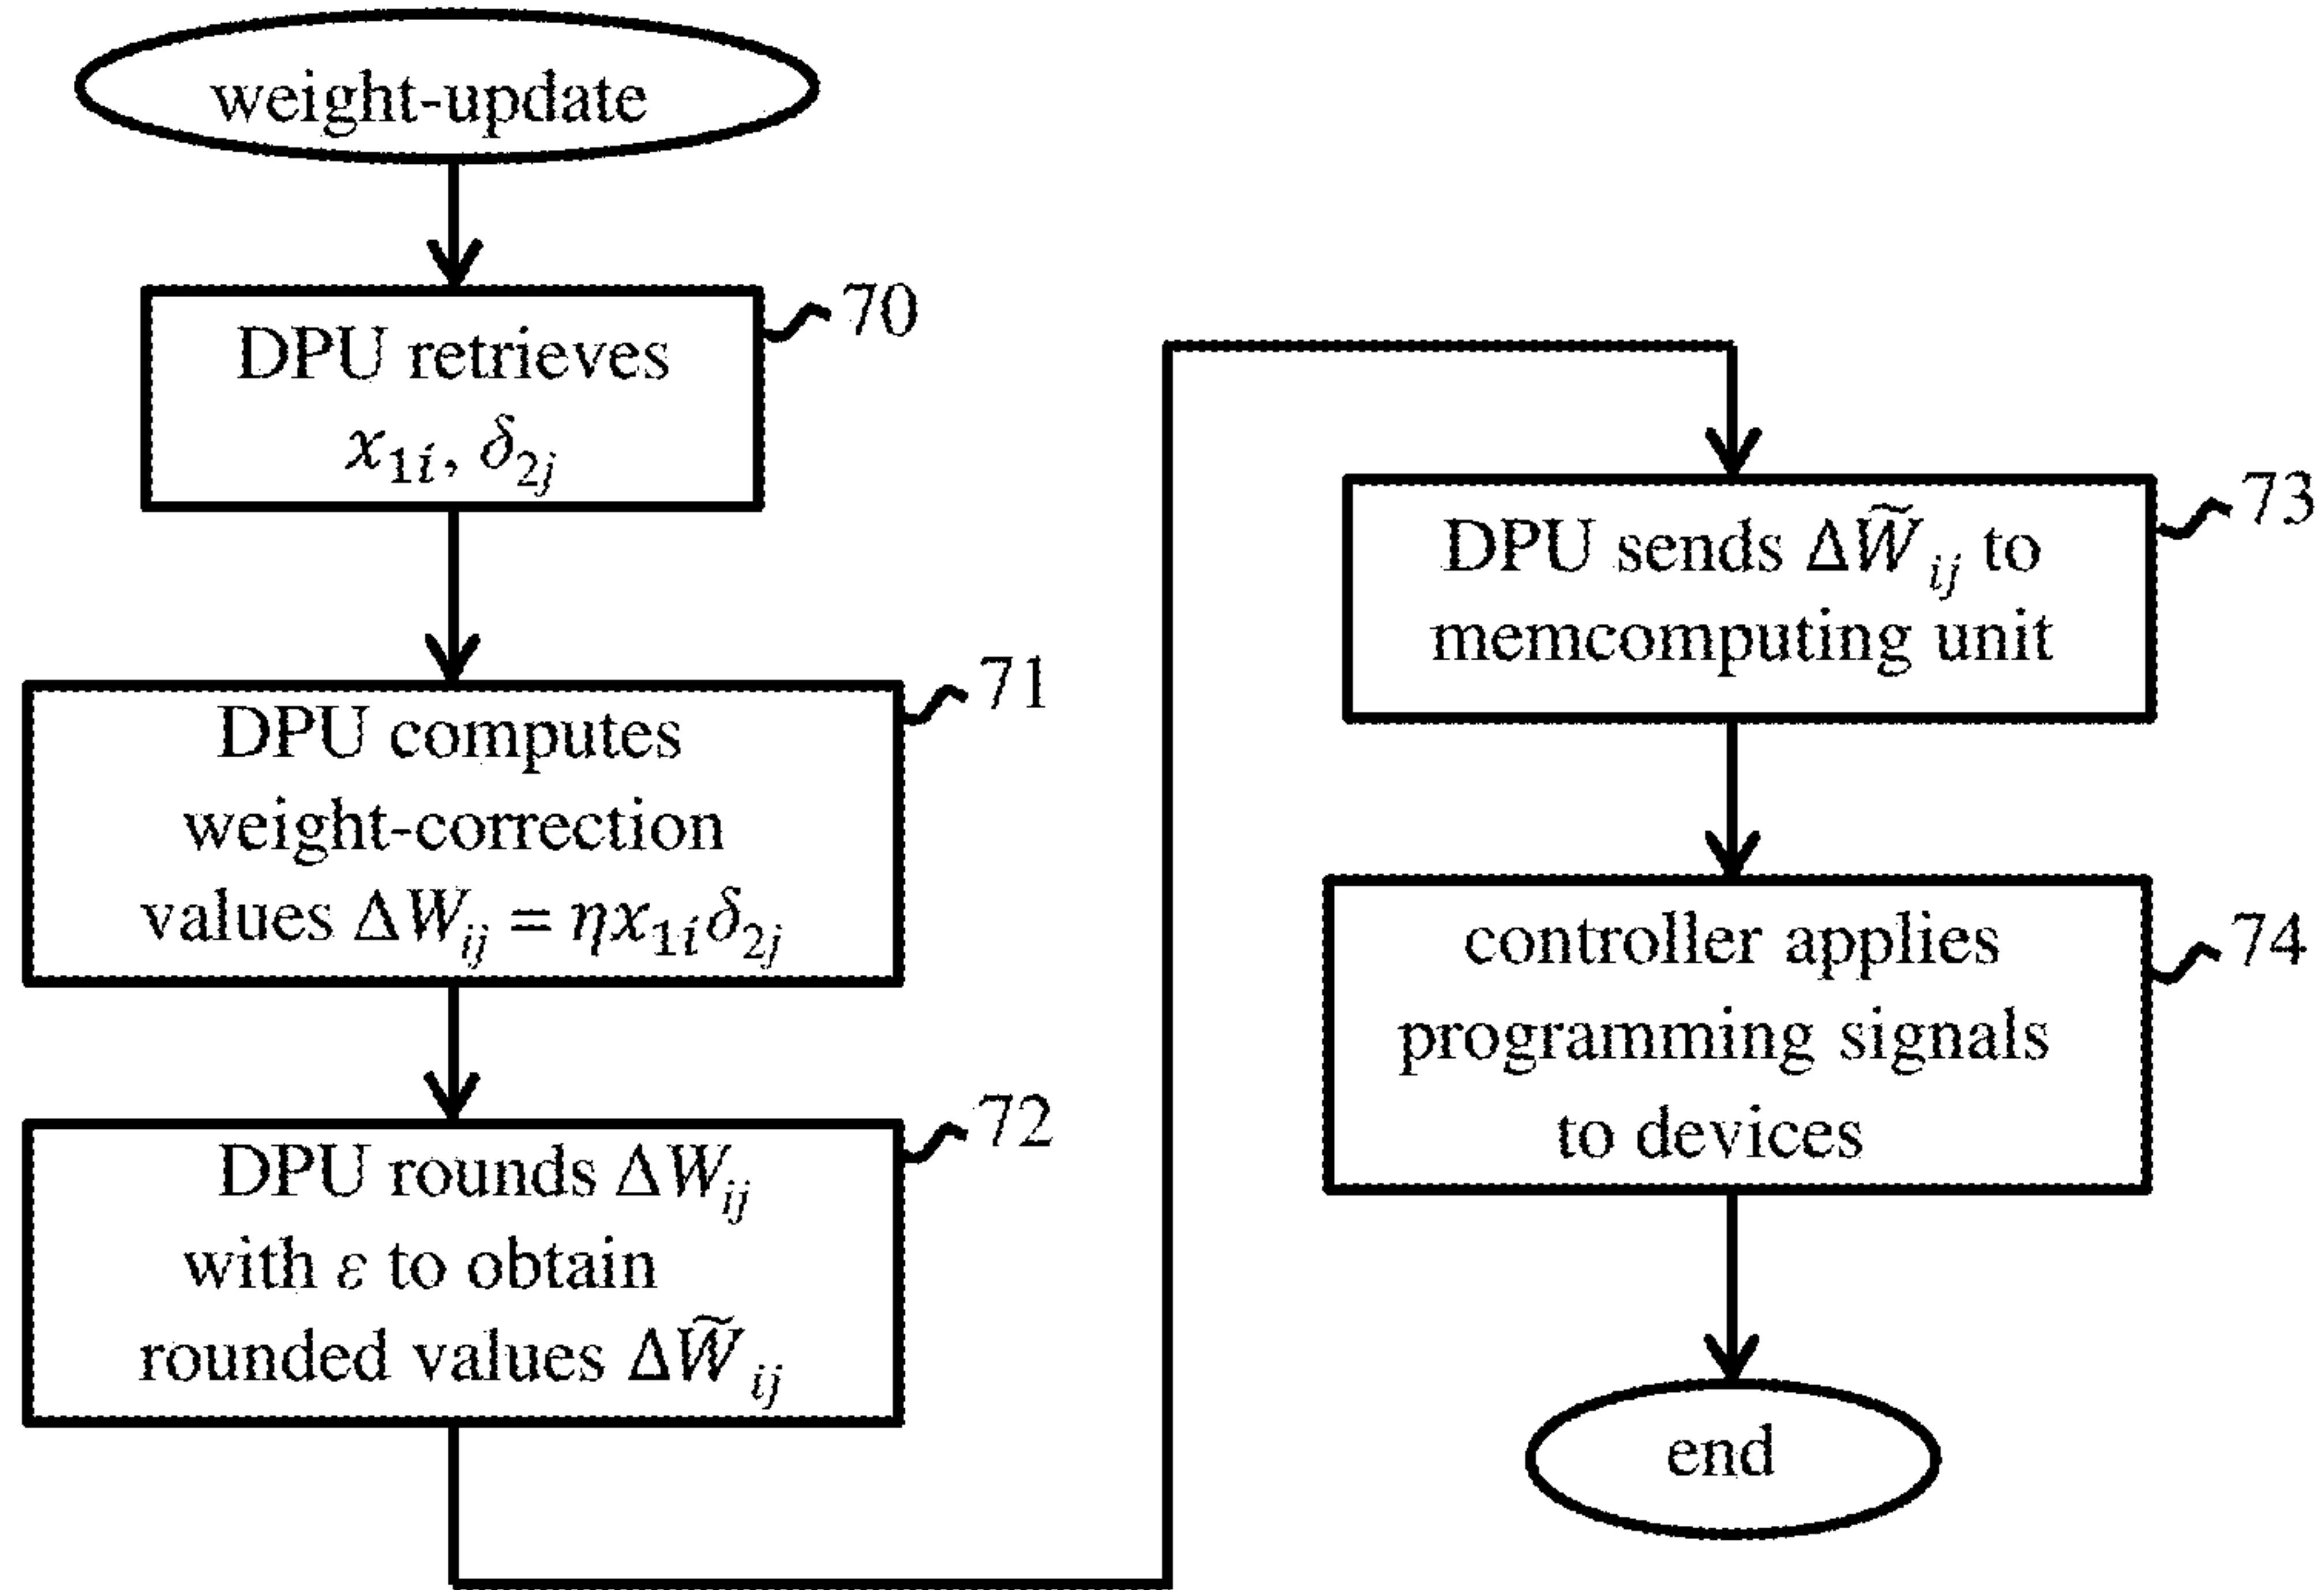 weight-update
DPU retrieves
x₁ᵢ, δ₂ⱼ
70
DPU computes
weight-correction
values ΔWᵢⱼ = ηx₁ᵢδ₂ⱼ
71
DPU rounds ΔWᵢⱼ
with ε to obtain
rounded values ΔW̃ᵢⱼ
72
DPU sends ΔW̃ᵢⱼ to
memcomputing unit
73
controller applies
programming signals
to devices
74
end